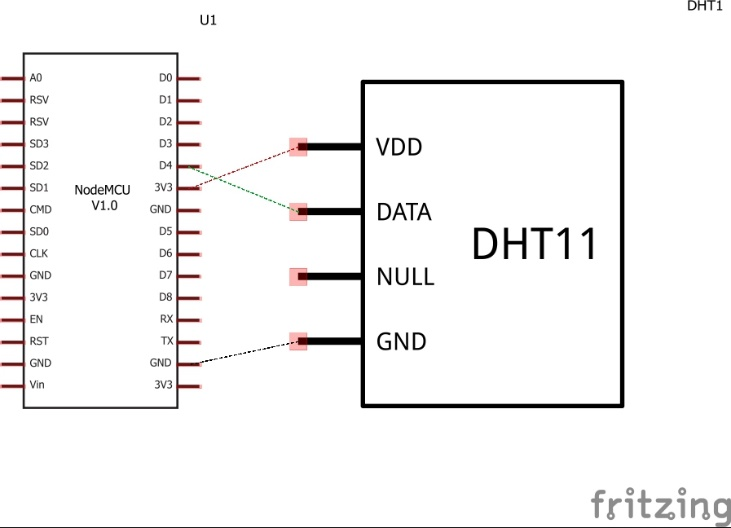 DHT1
U1
A0 D0
RSV D1
RSV D2
SD3 D3
SD2 D4
SD1 3V3
NodeMCU
V1.0
CMD GND
SD0 D5
CLK D6
GND D7
3V3 D8
EN RX
RST TX
GND GND
Vin 3V3
VDD
DATA
DHT11
NULL
GND
fritzing